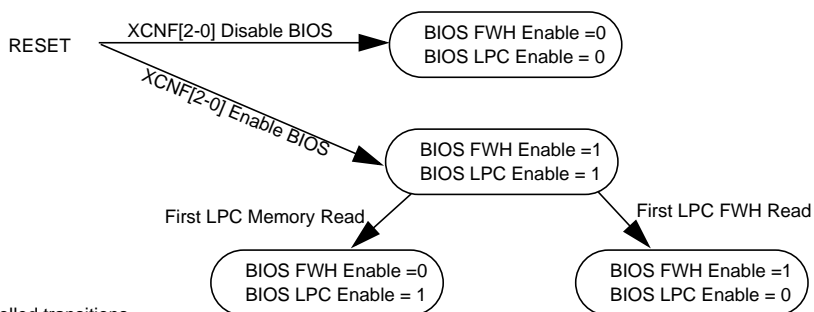 XCNF[2-0] Disable BIOS
RESET
BIOS FWH Enable =0
BIOS LPC Enable = 0
XCNF[2-0] Enable BIOS
BIOS FWH Enable =1
BIOS LPC Enable = 1
First LPC Memory Read
First LPC FWH Read
BIOS FWH Enable =0
BIOS LPC Enable = 1
BIOS FWH Enable =1
BIOS LPC Enable = 0
transitions